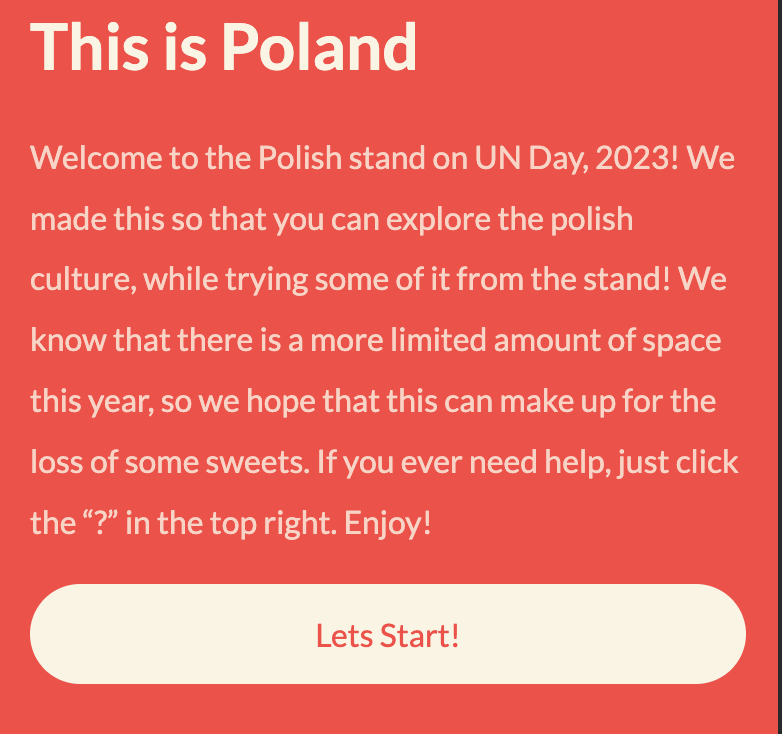 This is Poland
Welcome to the Polish stand on UN Day, 2023! We
made this so that you can explore the polish
culture, while trying some of it from the stand! We
know that there is a more limited amount of space
this year, so we hope that this can make up for the
loss of some sweets. If you ever need help, just click
the “?” in the top right. Enjoy!
Lets Start!